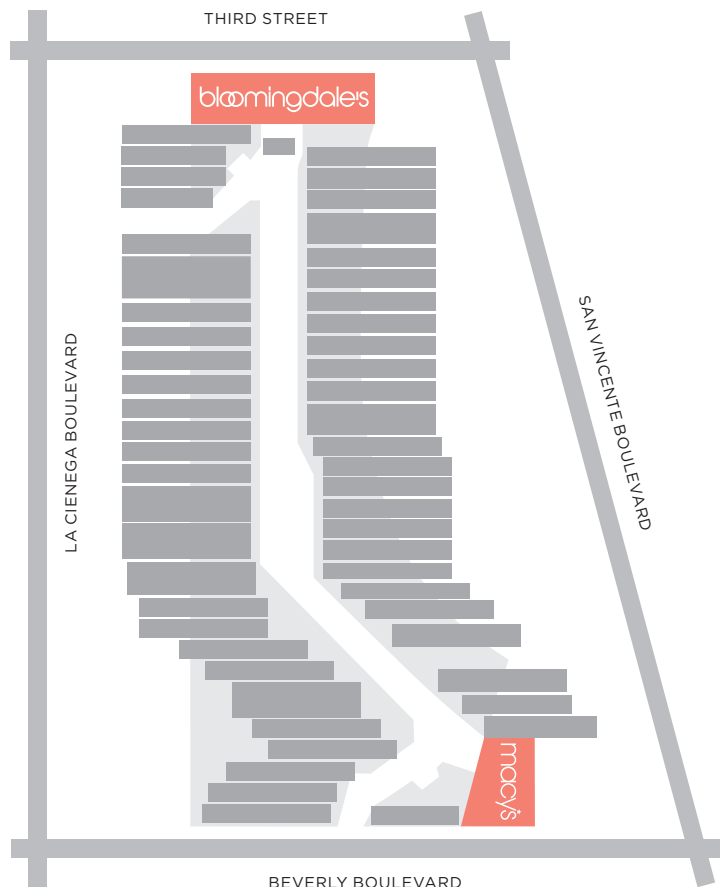 THIRD STREET
bloomingdale's
LA CIENEGA BOULEVARD
SAN VINCENTE BOULEVARD
macy's
BEVERLY BOULEVARD